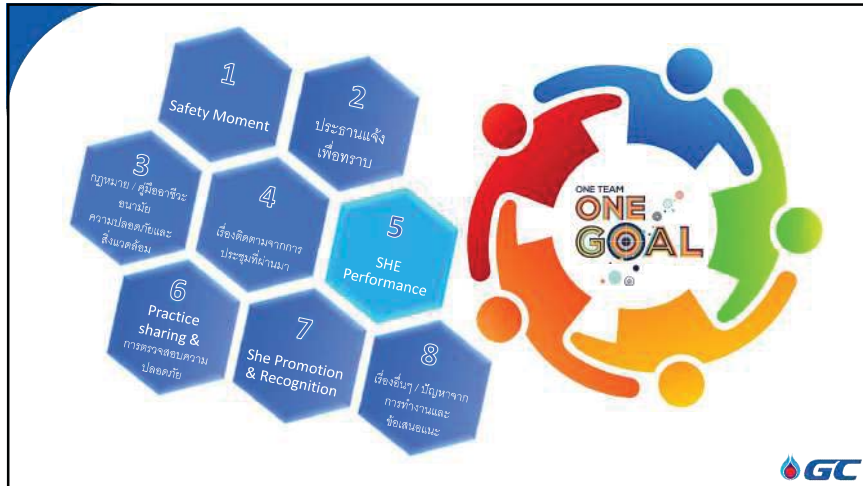 1
Safety Moment
2
ประธานแจ้ง
เพื่อทราบ
3
กฎหมาย / คู่มืออาชีวะ
อนามัย
ความปลอดภัยและ
สิ่งแวดล้อม
4
เรื่องติดตามจากการ
ประชุมที่ผ่านมา
5
SHE
Performance
6
Practice
sharing &
การตรวจสอบความ
ปลอดภัย
7
She Promotion
& Recognition
8
เรื่องอื่นๆ / ปัญหาจาก
การทำงานและ
ข้อเสนอแนะ
ONE TEAM
ONE
GOAL
GC